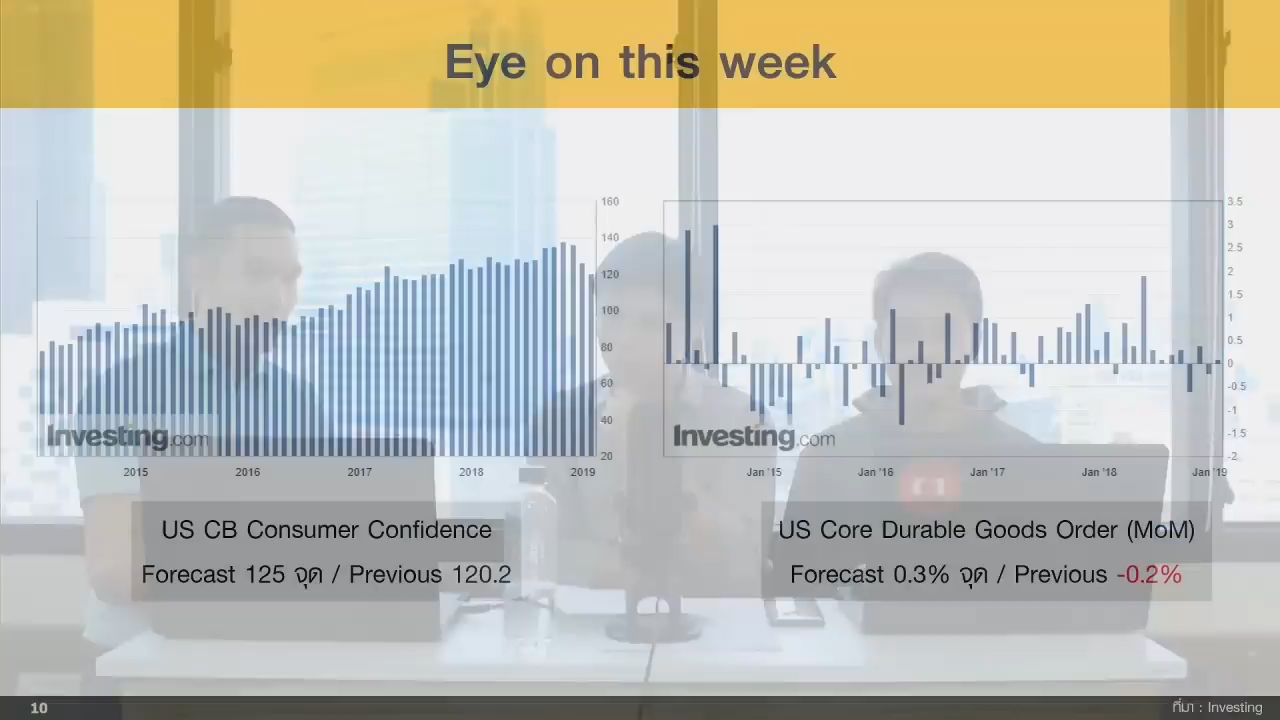 Eye on this week
160
140
120
100
80
60
40
20
Investing.com
2015 2016 2017 2018 2019
3.5
3
2.5
2
1.5
1
0.5
0
-0.5
-1
-1.5
-2
Investing.com
Jan '15 Jan '16 Jan '17 Jan '18 Jan '19
US CB Consumer Confidence
Forecast 125 จุด / Previous 120.2
US Core Durable Goods Order (MoM)
Forecast 0.3% จุด / Previous -0.2%
10
ที่มา : Investing